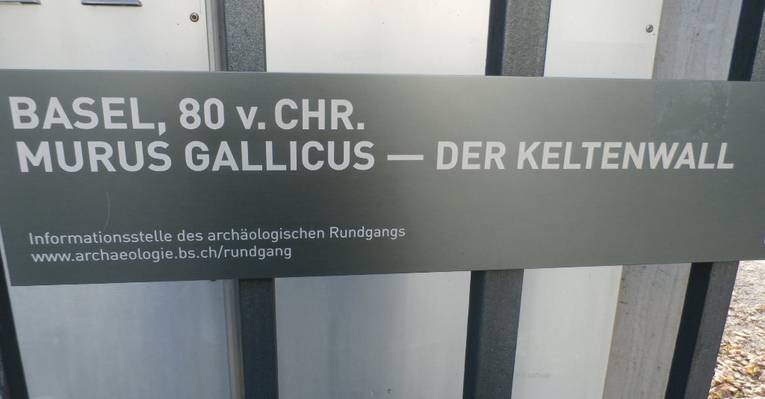 BASEL, 80 v. CHR.
MURUS GALLICUS — DER KELTENWALL
Informationsstelle des archäologischen Rundgangs
www.archaeologie.bs.ch/rundgang